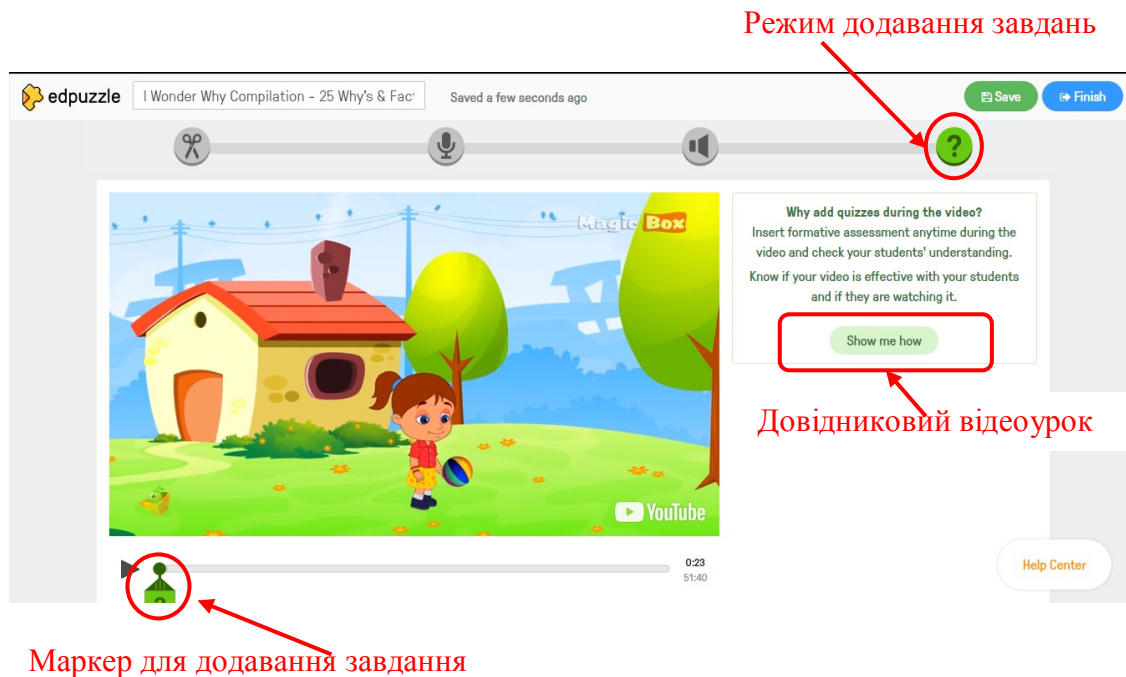 Режим додавання завдань
edpuzzle
I Wonder Why Compilation - 25 Why's & Fac
Saved a few seconds ago
Save
Finish
?
Magic Box
Why add quizzes during the video?
Insert formative assessment anytime during the
video and check your students' understanding.
Know if your video is effective with your students
and if they are watching it.
Show me how
Довідниковий відеоурок
YouTube
0:23
51:40
?
Help Center
Маркер для додавання завдання